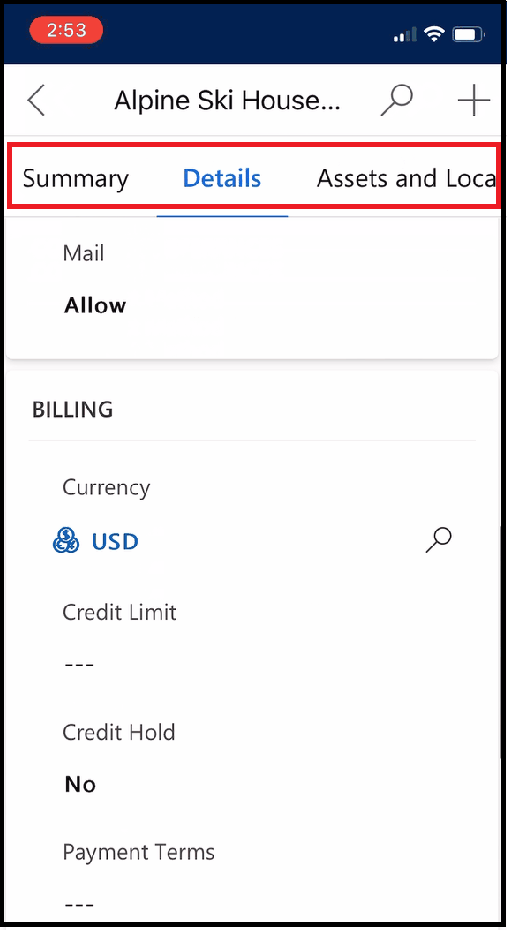 2:53
Alpine Ski House...
Summary Details Assets and Loca
Mail
Allow
BILLING
Currency
USD
Credit Limit
---
Credit Hold
No
Payment Terms
---